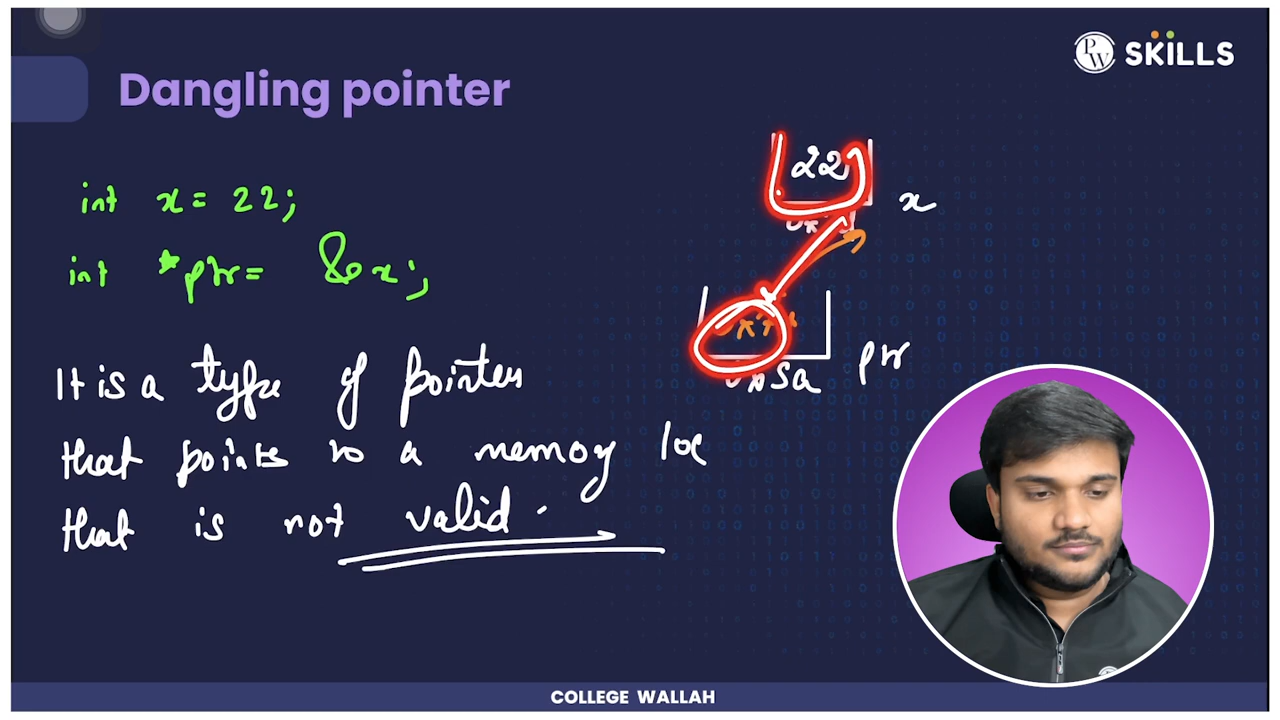 PW SKILLS
Dangling pointer
22
int x = 22;
x
int *ptr = &x;
ptr
It is a type of pointer
that points to a memory loc
that is not valid.
COLLEGE WALLAH